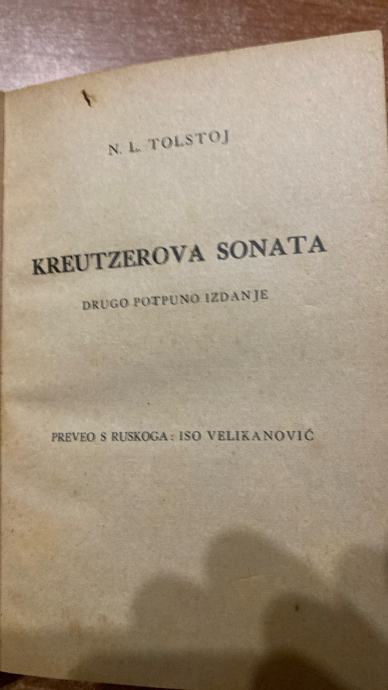 N. L. TOLSTOJ
KREUTZEROVA SONATA
DRUGO POTPUNO IZDANJE
PREVEO S RUSKOGA: ISO VELIKANOVIĆ